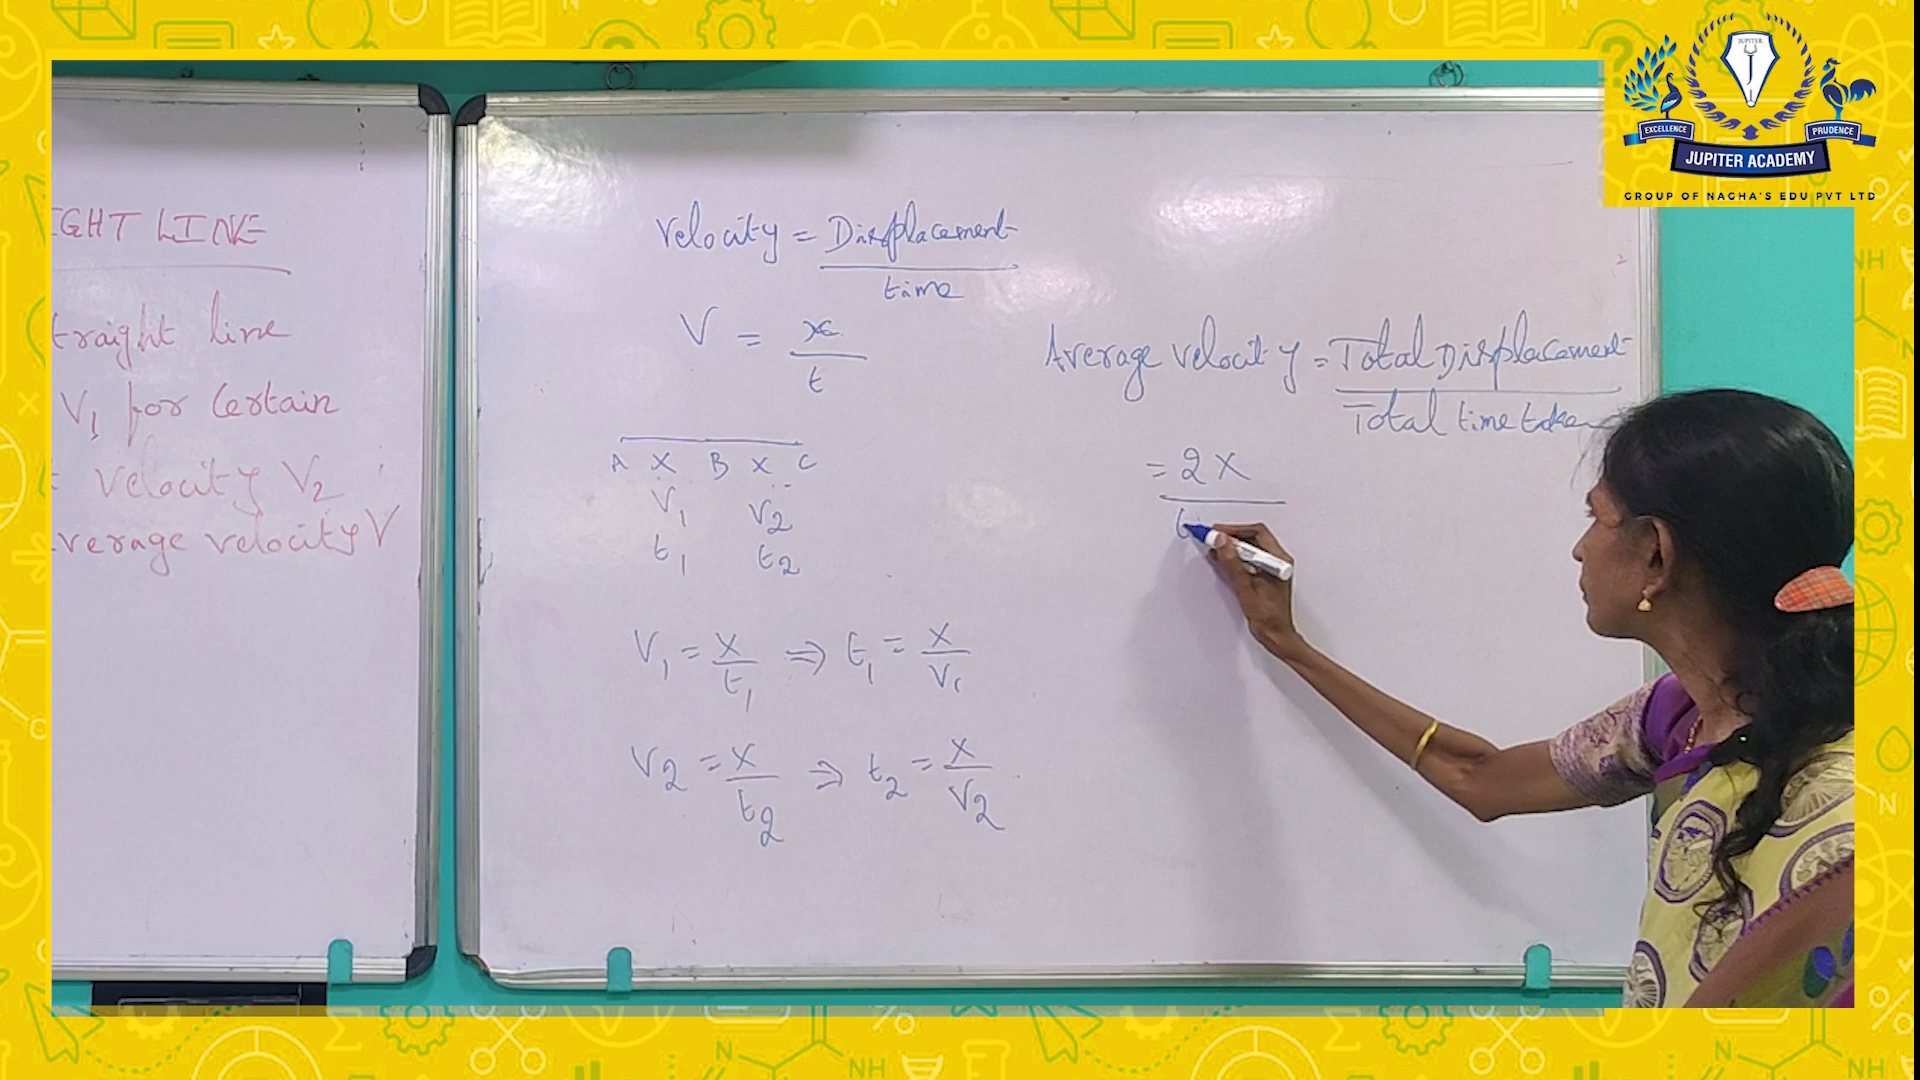 JUPITER
EXCELLENCE
PRUDENCE
JUPITER ACADEMY
GROUP OF NAGHA'S EDU PVT LTD
IGHT LINE
traight line
V1 for Certain
velocity V2
verage velocity V
Velocity = Displacement
time
V = x
t
Average velocity = Total Displacement
Total time taken
A X B X C
V1 V2
t1 t2
= 2X
t
V1 = X/t1 ⇒ t1 = X/V1
V2 = X/t2 ⇒ t2 = X/V2